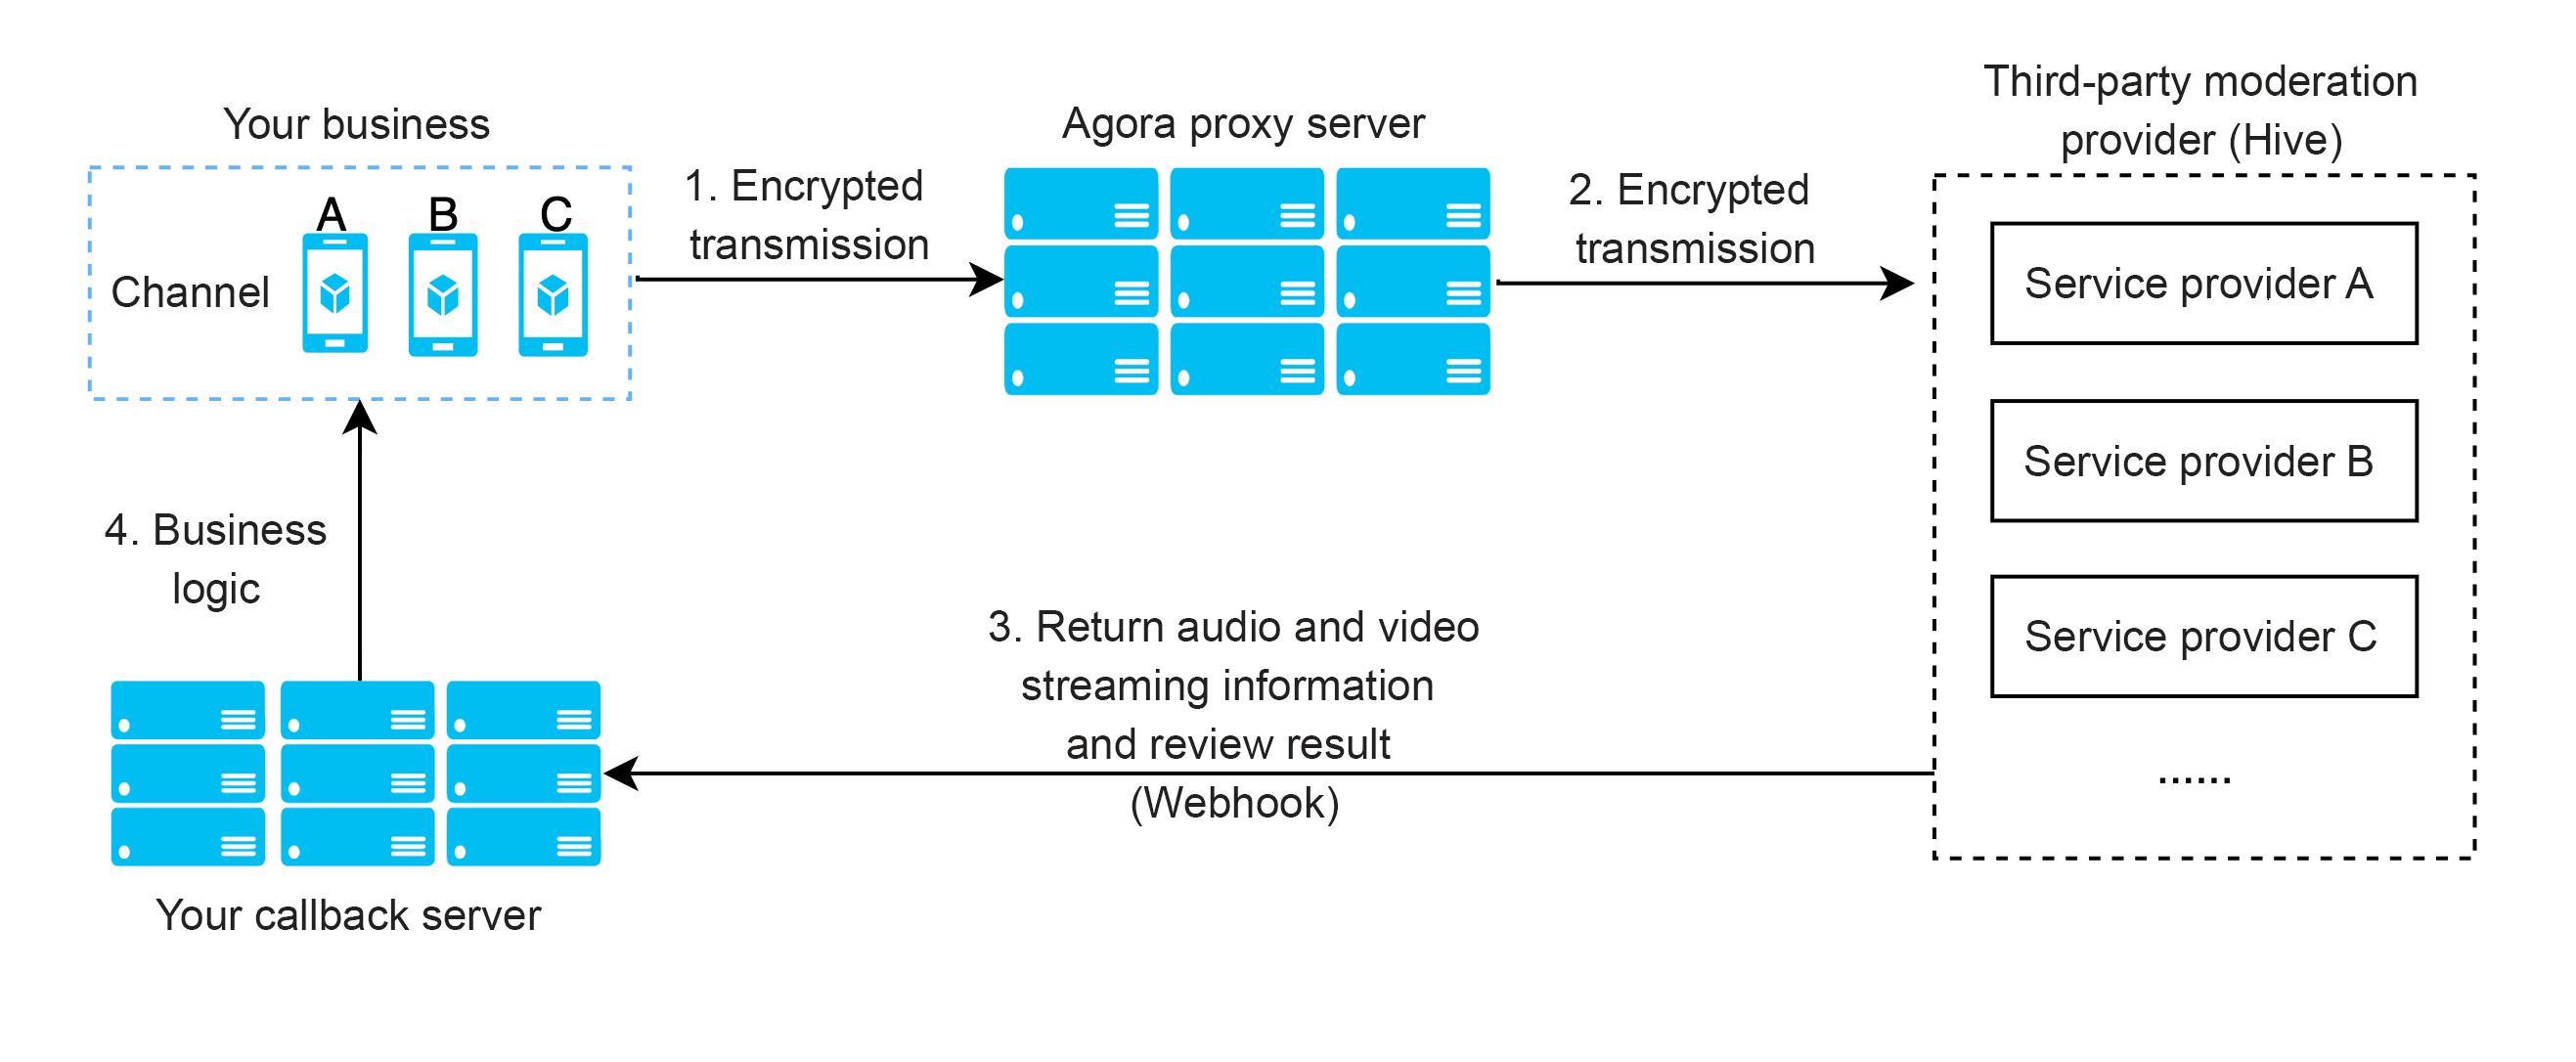 Your business
A B C
Channel
1. Encrypted
transmission
Agora proxy server
2. Encrypted
transmission
Third-party moderation
provider (Hive)
Service provider A
Service provider B
Service provider C
......
3. Return audio and video
streaming information
and review result
(Webhook)
4. Business
logic
Your callback server